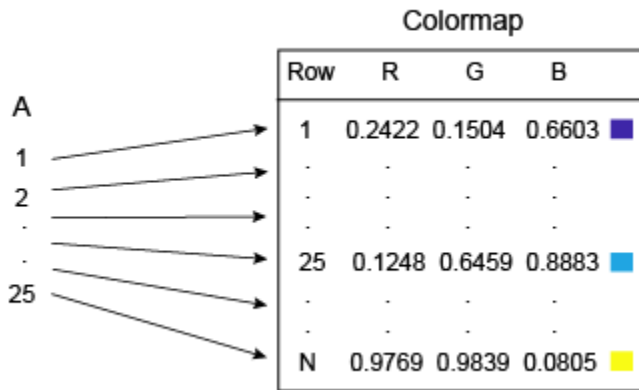 Colormap
Row R G B
A
1 0.2422 0.1504 0.6603
1
. . . .
2
. . . .
.
. . . .
.
25 0.1248 0.6459 0.8883
25
. . . .
. . . .
N 0.9769 0.9839 0.0805